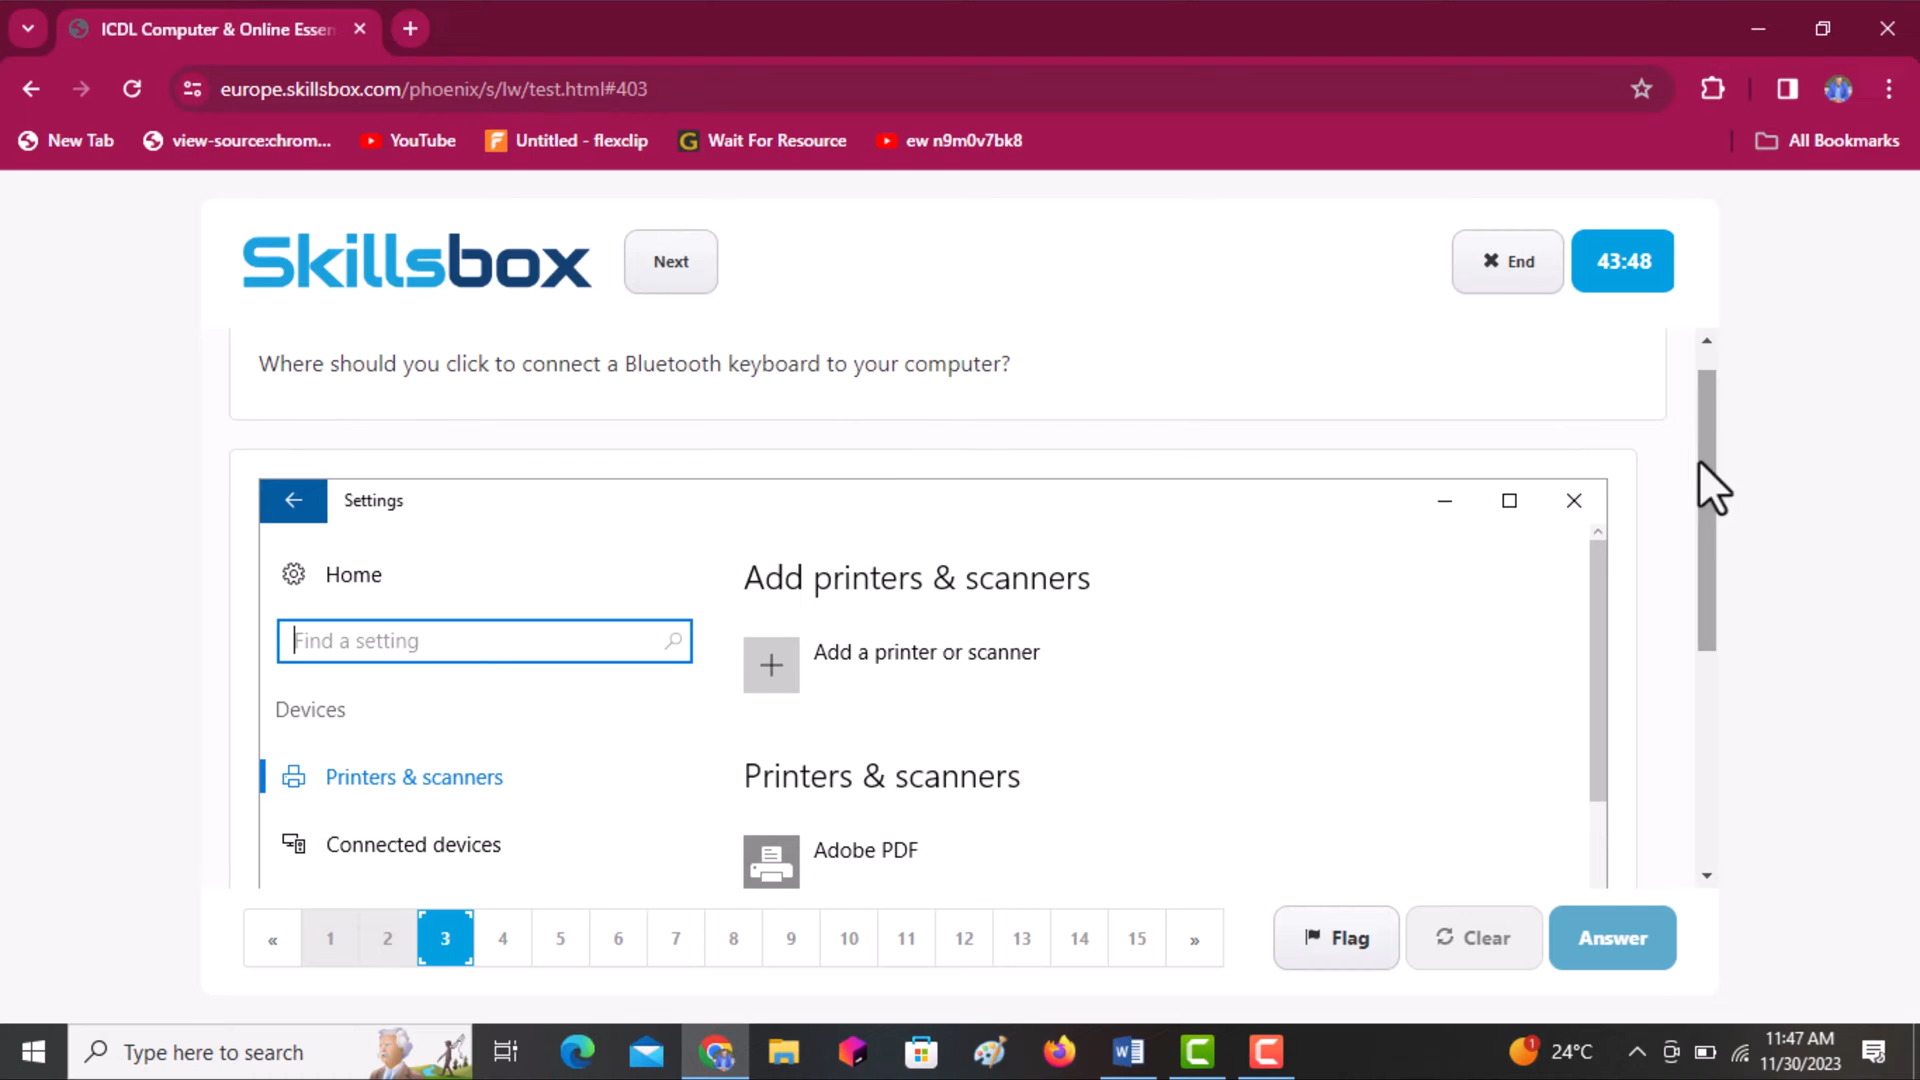 ICDL Computer & Online Essen
europe.skillsbox.com/phoenix/s/lw/test.html#403
New Tab
view-source:chrom...
YouTube
Untitled - flexclip
Wait For Resource
ew n9m0v7bk8
All Bookmarks
Skillsbox
Next
End
43:48
Where should you click to connect a Bluetooth keyboard to your computer?
Settings
Home
Find a setting
Devices
Printers & scanners
Connected devices
Add printers & scanners
Add a printer or scanner
Printers & scanners
Adobe PDF
« 1 2 3 4 5 6 7 8 9 10 11 12 13 14 15 »
Flag
Clear
Answer
Type here to search
1
24°C
11:47 AM
11/30/2023